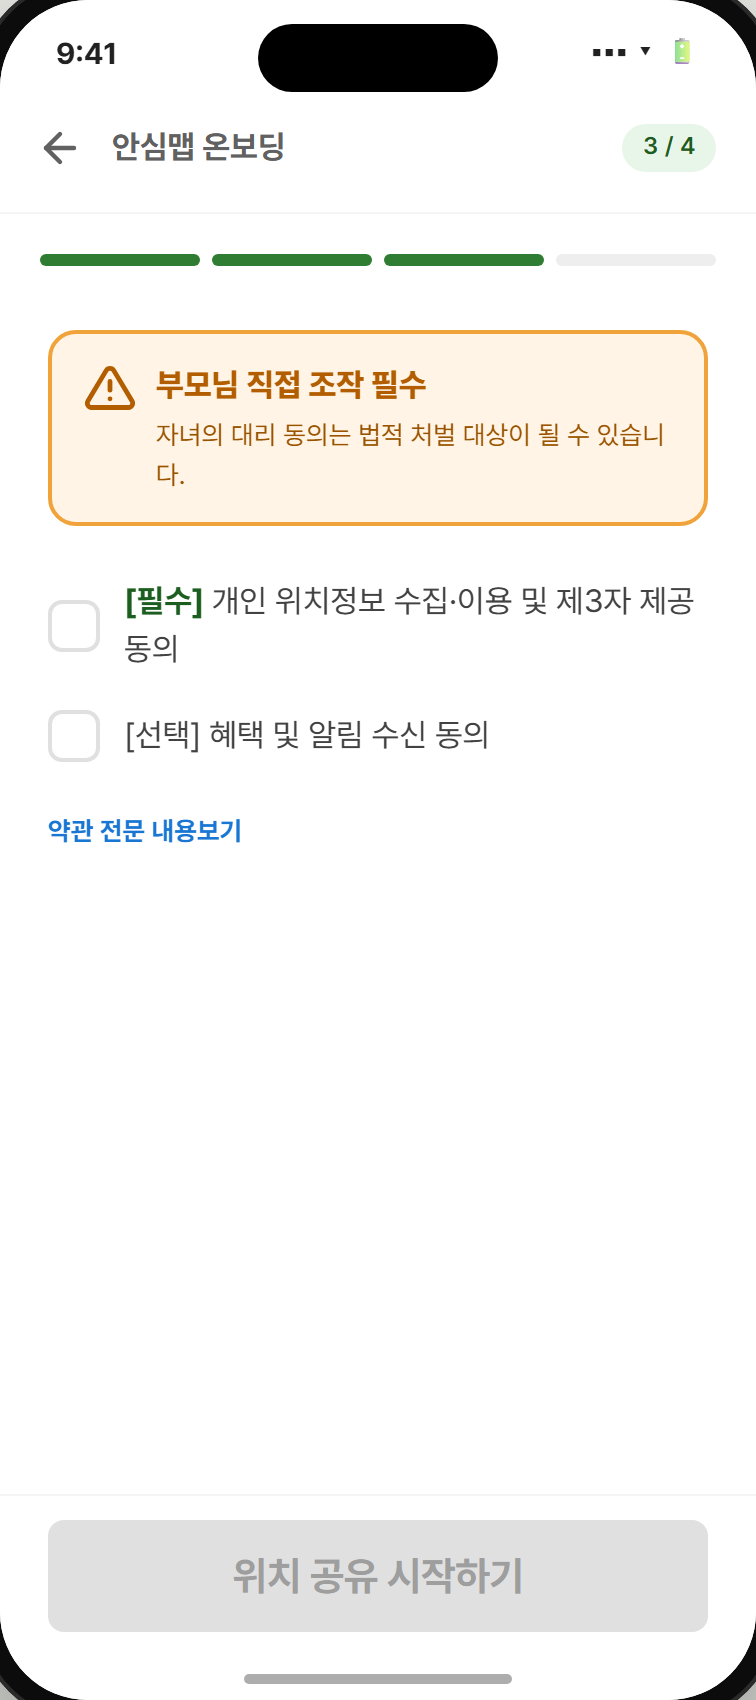 9:41
안심맵 온보딩
3 / 4
부모님 직접 조작 필수
자녀의 대리 동의는 법적 처벌 대상이 될 수 있습니
다.
[필수] 개인 위치정보 수집·이용 및 제3자 제공
동의
[선택] 혜택 및 알림 수신 동의
약관 전문 내용보기
위치 공유 시작하기